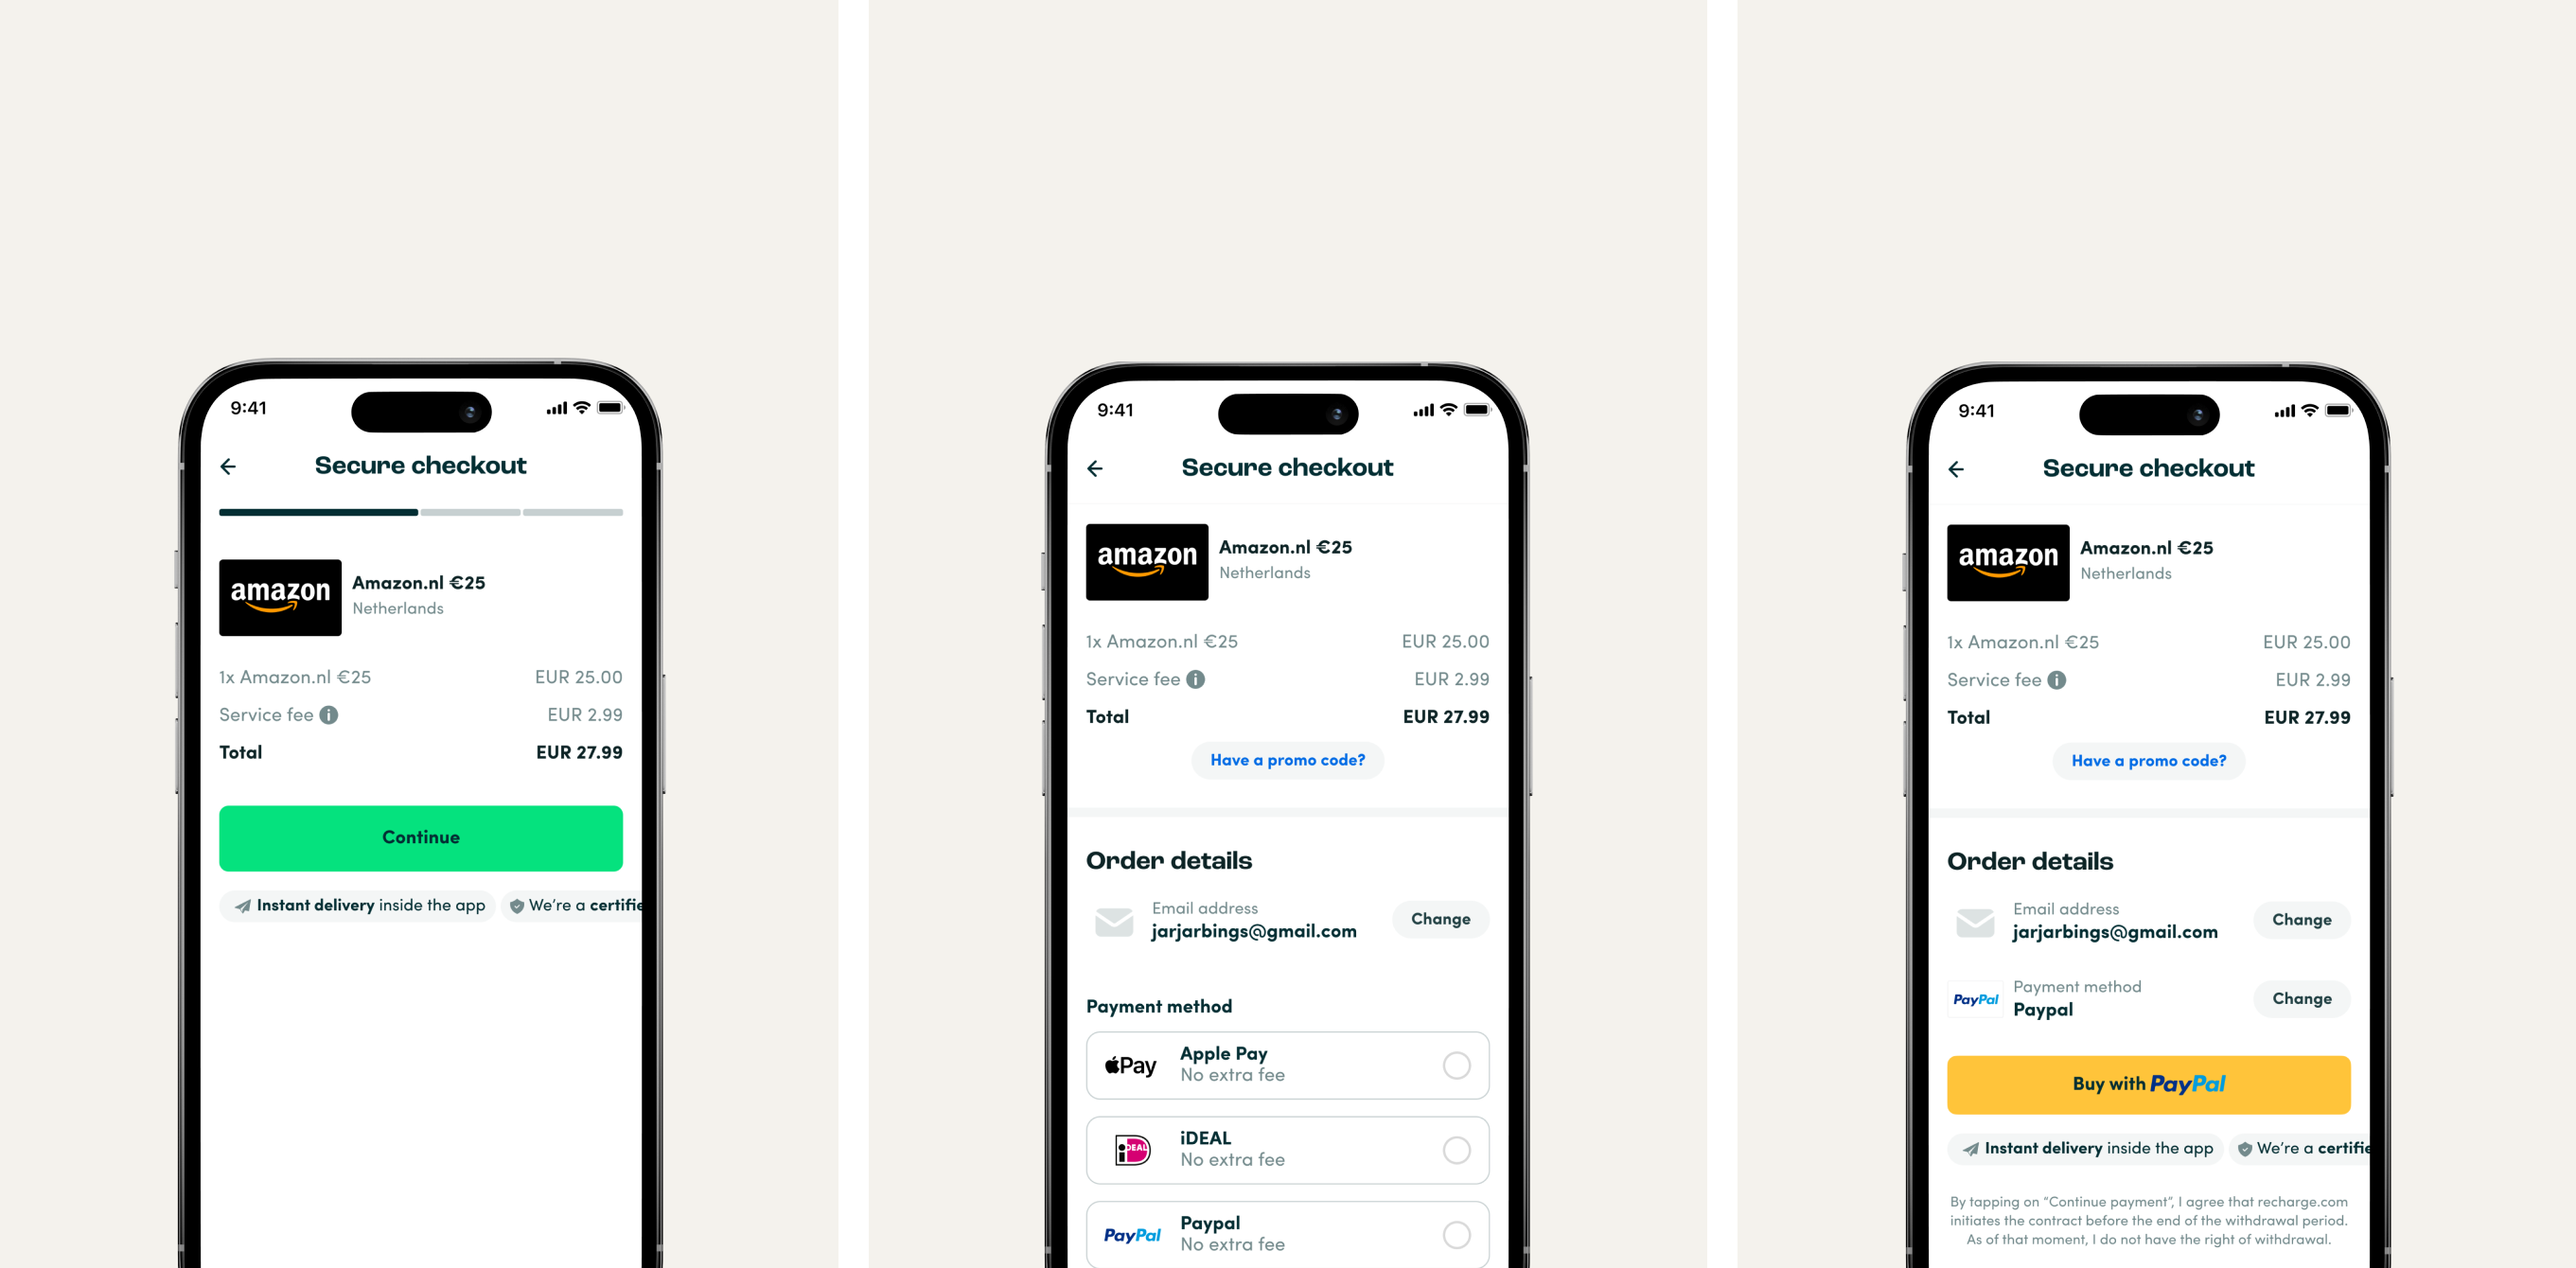 9:41
Secure checkout
amazon
Amazon.nl €25
Netherlands
1x Amazon.nl €25 EUR 25.00
Service fee i EUR 2.99
Total EUR 27.99
Continue
Instant delivery inside the app We're a certifie
9:41
Secure checkout
amazon
Amazon.nl €25
Netherlands
1x Amazon.nl €25 EUR 25.00
Service fee i EUR 2.99
Total EUR 27.99
Have a promo code?
Order details
Email address
jarjarbings@gmail.com
Change
Payment method
Pay
Apple Pay
No extra fee
iDEAL
iDEAL
No extra fee
PayPal
Paypal
No extra fee
9:41
Secure checkout
amazon
Amazon.nl €25
Netherlands
1x Amazon.nl €25 EUR 25.00
Service fee i EUR 2.99
Total EUR 27.99
Have a promo code?
Order details
Email address
jarjarbings@gmail.com
Change
PayPal
Payment method
Paypal
Change
Buy with PayPal
Instant delivery inside the app We're a certifie
By tapping on “Continue payment”, I agree that recharge.com
initiates the contract before the end of the withdrawal period.
As of that moment, I do not have the right of withdrawal.